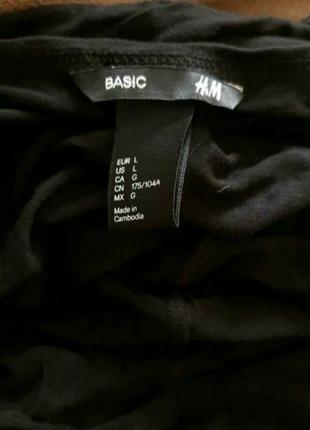 BASIC H&M
EUR L
US L
CA G
CN 175/104A
MX G
Made in
Cambodia